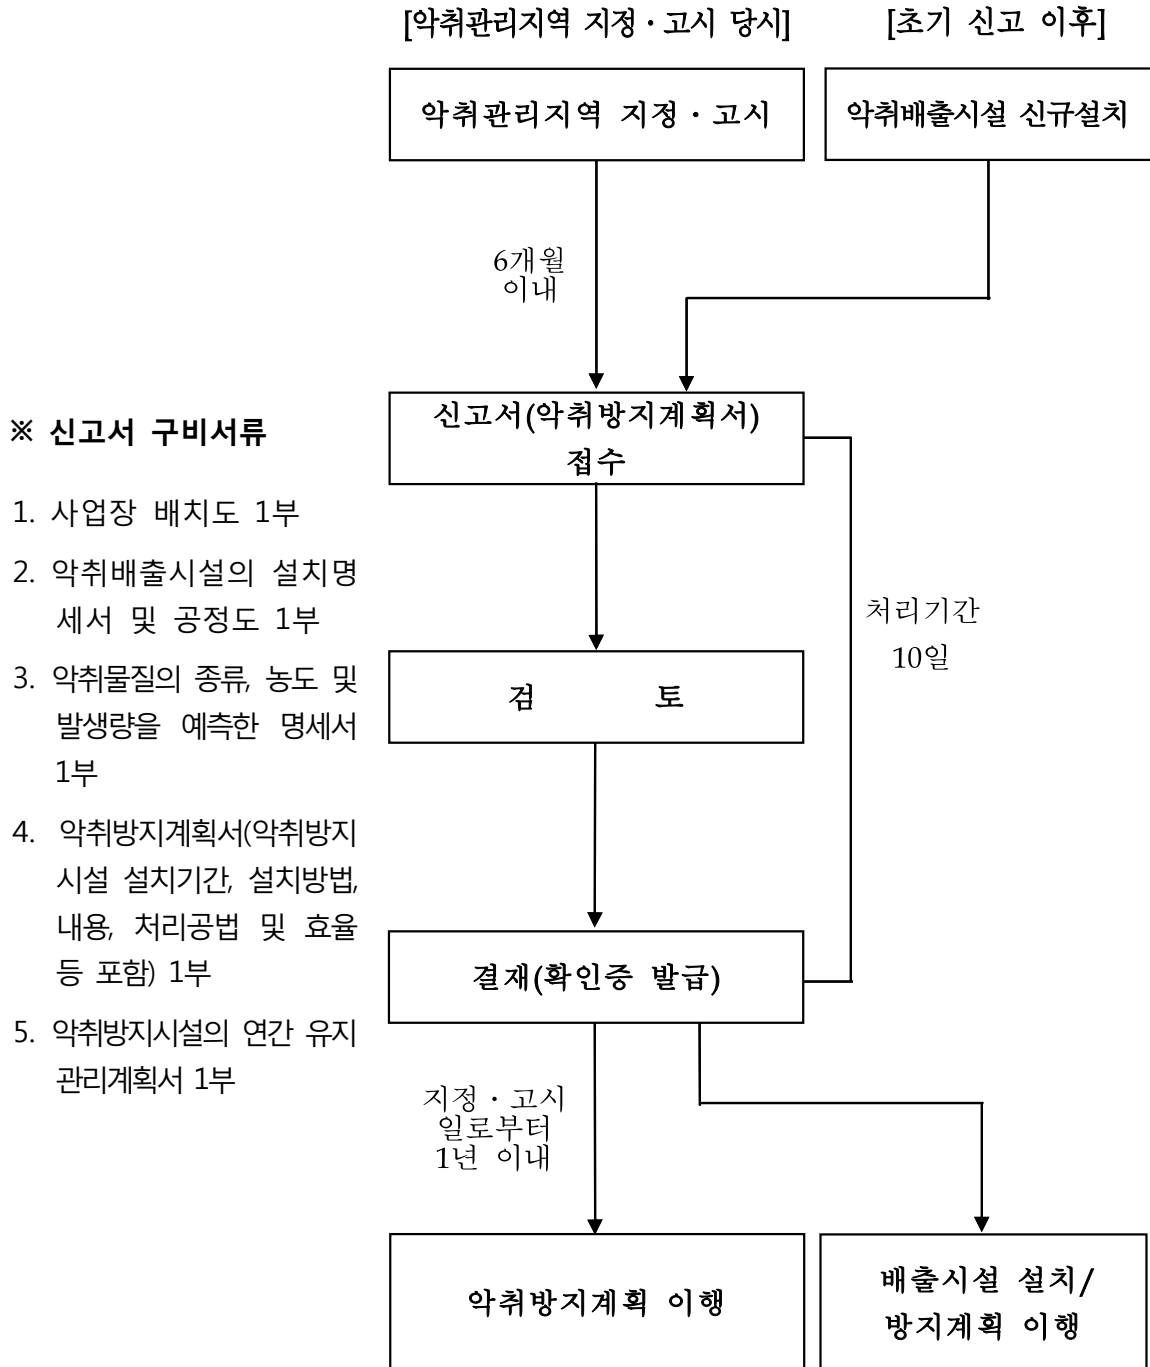 [악취관리지역 지정·고시 당시]
[초기 신고 이후]
악취관리지역 지정·고시
악취배출시설 신규설치
6개월
이내
신고서(악취방지계획서)
접수
※ 신고서 구비서류
1. 사업장 배치도 1부
2. 악취배출시설의 설치명
세서 및 공정도 1부
3. 악취물질의 종류, 농도 및
발생량을 예측한 명세서
1부
4. 악취방지계획서(악취방지
시설 설치기간, 설치방법,
내용, 처리공법 및 효율
등 포함) 1부
5. 악취방지시설의 연간 유지
관리계획서 1부
처리기간
10일
검 토
결재(확인증 발급)
지정·고시
일로부터
1년 이내
악취방지계획 이행
배출시설 설치/
방지계획 이행